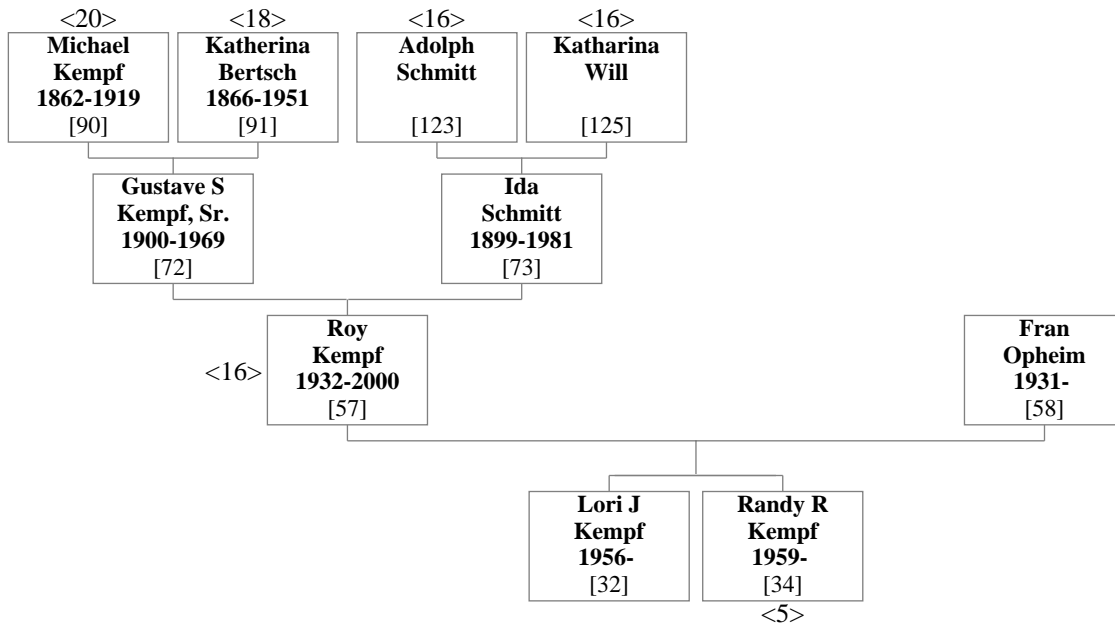 <20>
Michael
Kempf
1862-1919
[90]
<18>
Katherina
Bertsch
1866-1951
[91]
<16>
Adolph
Schmitt
[123]
<16>
Katharina
Will
[125]
Gustave S
Kempf, Sr.
1900-1969
[72]
Ida
Schmitt
1899-1981
[73]
<16>
Roy
Kempf
1932-2000
[57]
Fran
Opheim
1931-
[58]
Lori J
Kempf
1956-
[32]
Randy R
Kempf
1959-
[34]
<5>